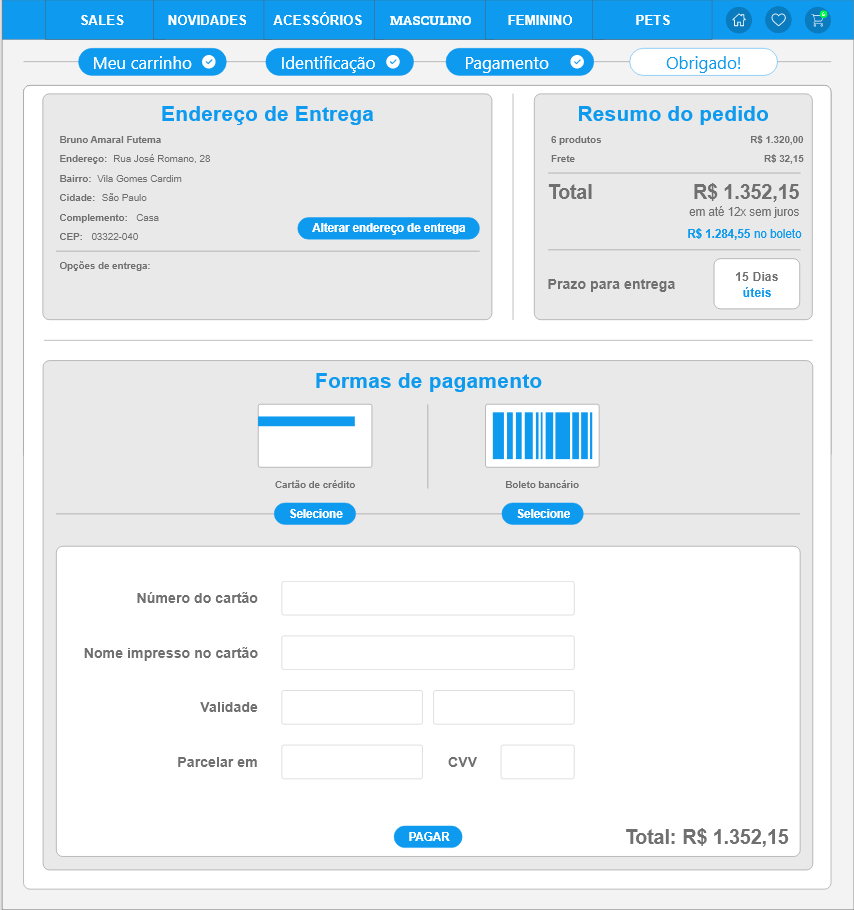 SALES NOVIDADES ACESSÓRIOS MASCULINO FEMININO PETS
Meu carrinho Identificação Pagamento Obrigado!
Endereço de Entrega
Bruno Amaral Futema
Endereço: Rua José Romano, 28
Bairro: Vila Gomes Cardim
Cidade: São Paulo
Complemento: Casa
CEP: 03322-040
Alterar endereço de entrega
Opções de entrega:
Resumo do pedido
6 produtos R$ 1.320,00
Frete R$ 32,15
Total R$ 1.352,15
em até 12x sem juros
R$ 1.284,55 no boleto
Prazo para entrega
15 Dias
úteis
Formas de pagamento
Cartão de crédito Boleto bancário
Selecione Selecione
Número do cartão
Nome impresso no cartão
Validade
Parcelar em CVV
PAGAR Total: R$ 1.352,15